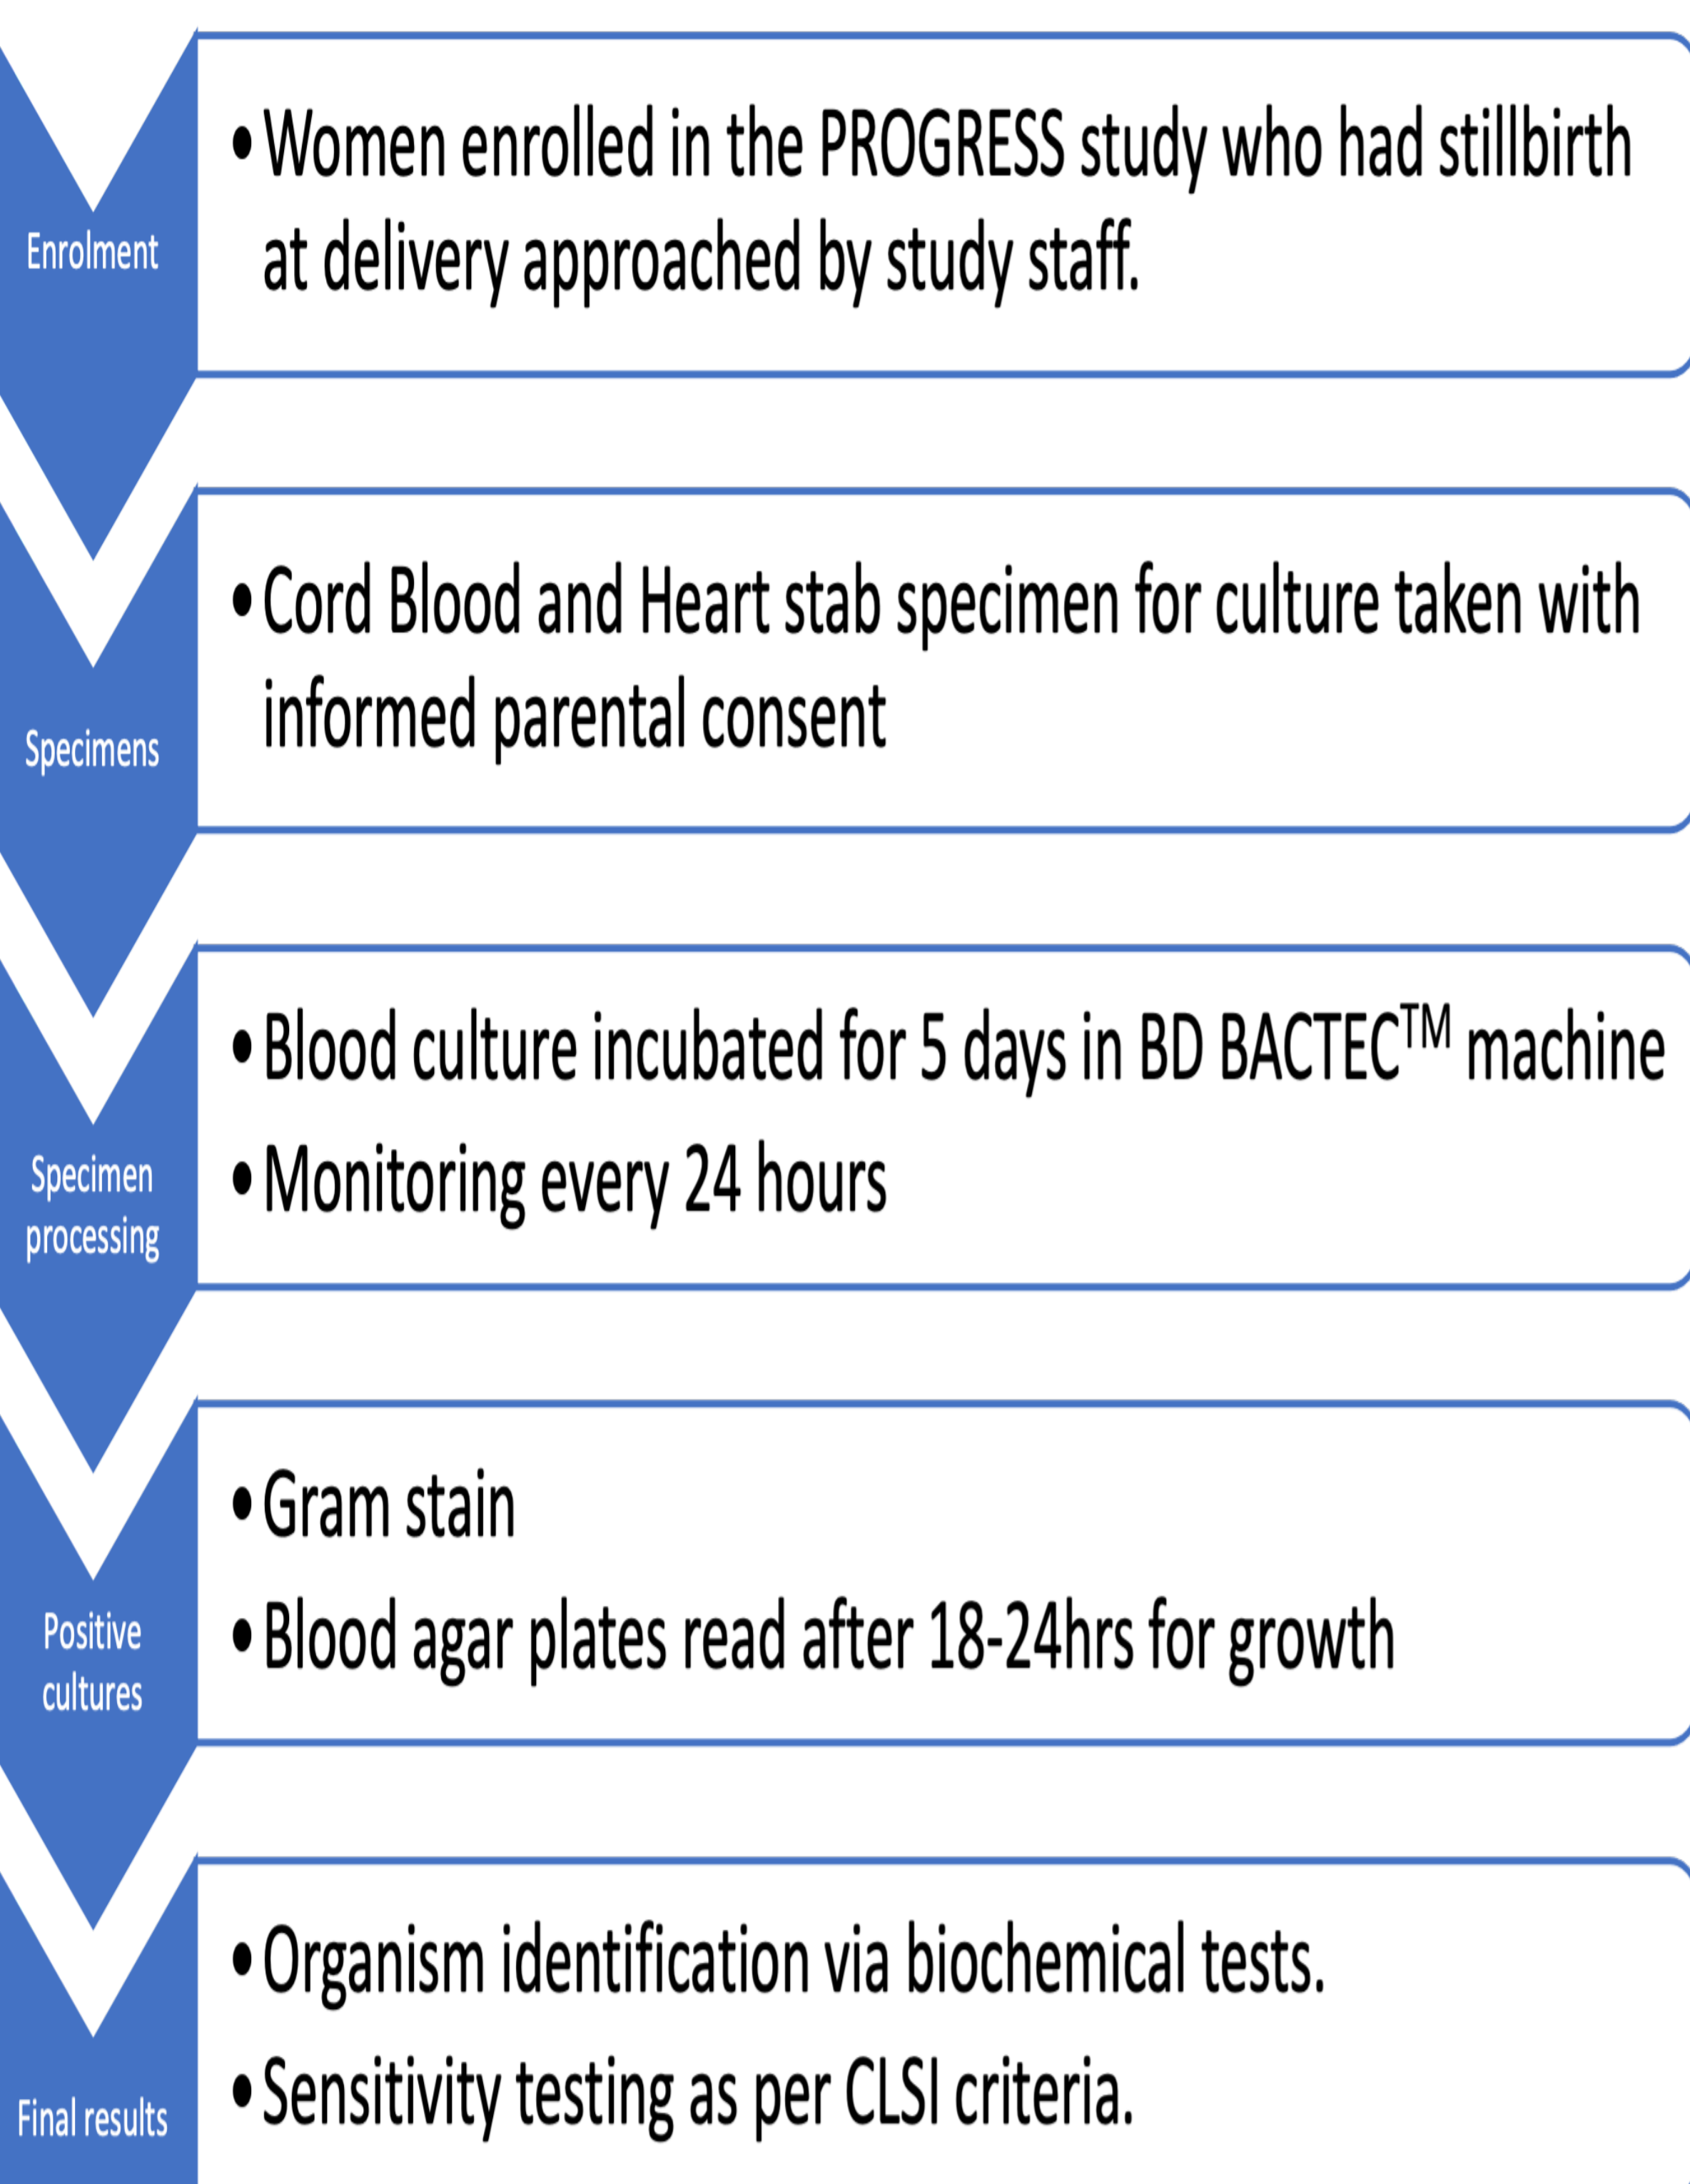 Enrolment
•Women enrolled in the PROGRESS study who had stillbirth
at delivery approached by study staff.
Specimens
•Cord Blood and Heart stab specimen for culture taken with
informed parental consent
Specimen
processing
•Blood culture incubated for 5 days in BD BACTEC™ machine
•Monitoring every 24 hours
Positive
cultures
•Gram stain
•Blood agar plates read after 18-24hrs for growth
Final results
•Organism identification via biochemical tests.
•Sensitivity testing as per CLSI criteria.